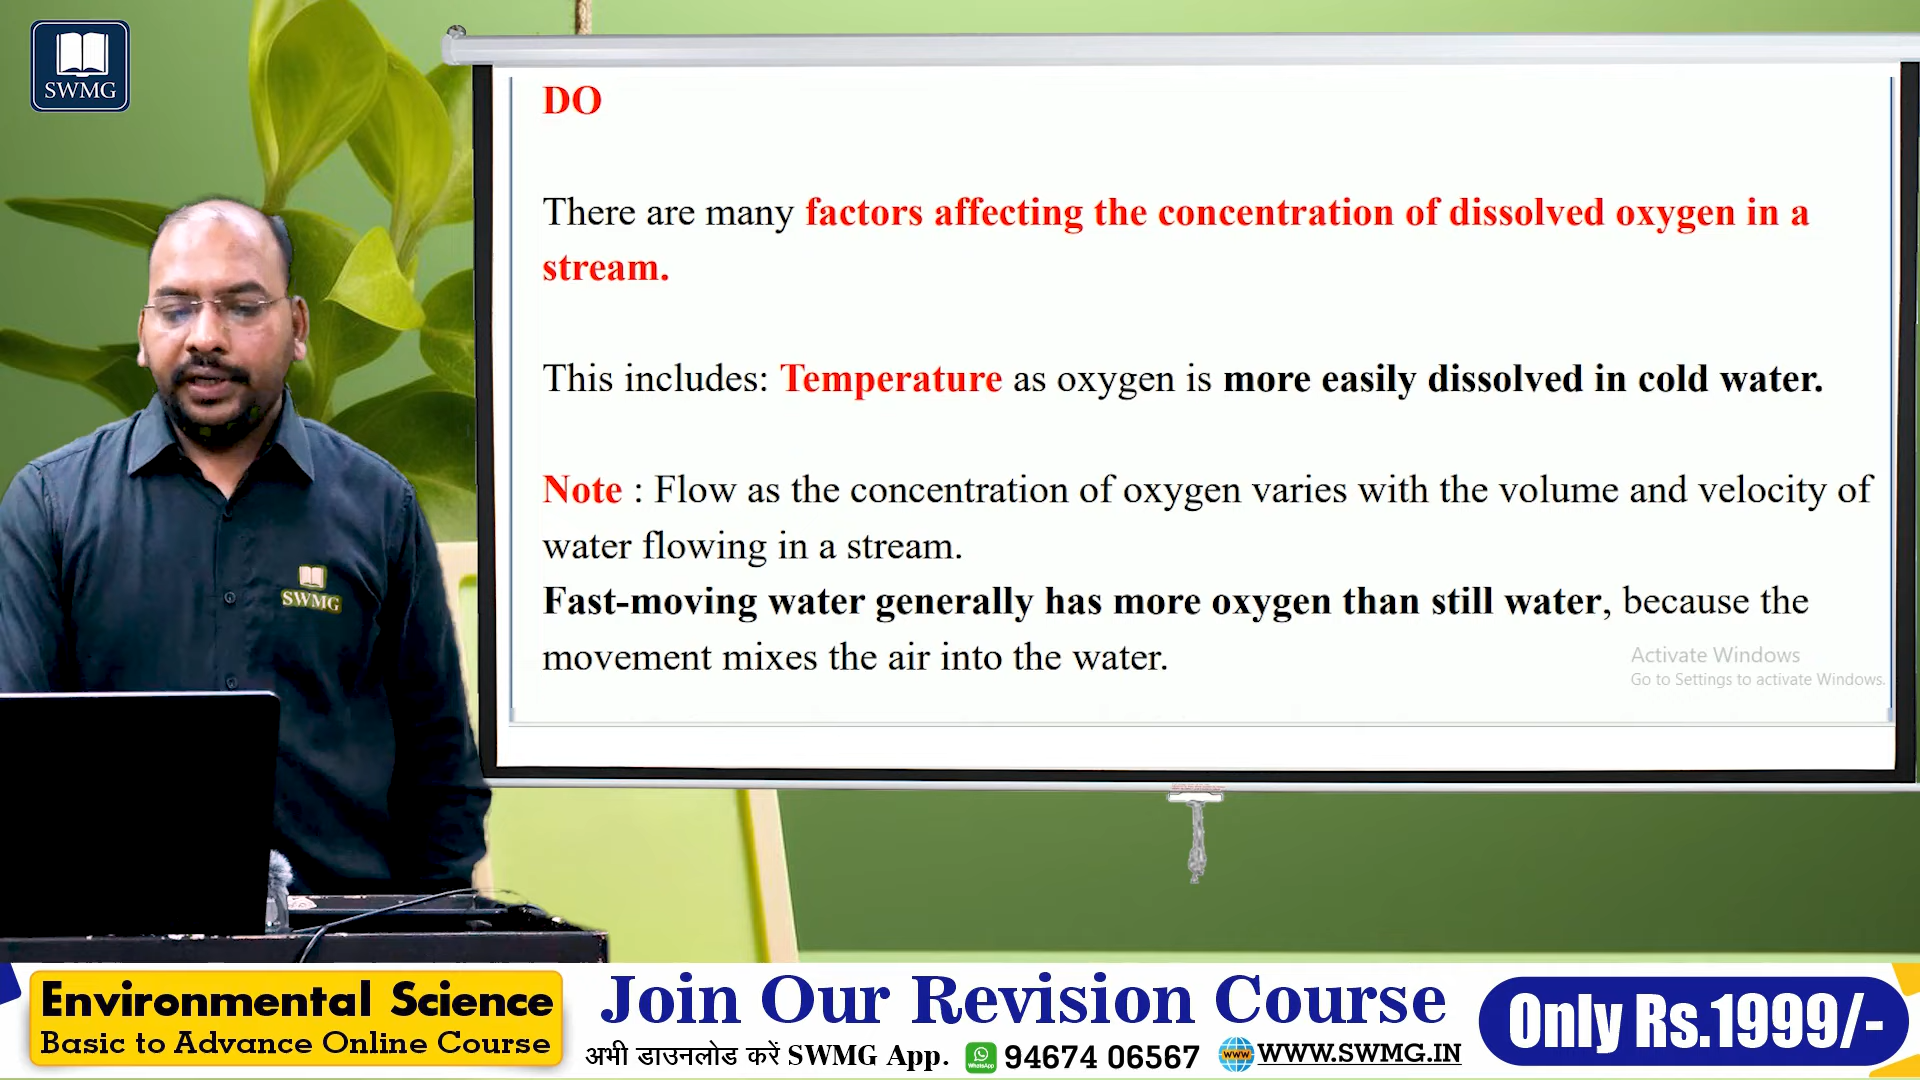 SWMG
DO
There are many factors affecting the concentration of dissolved oxygen in a
stream.
This includes: Temperature as oxygen is more easily dissolved in cold water.
Note : Flow as the concentration of oxygen varies with the volume and velocity of
water flowing in a stream.
Fast-moving water generally has more oxygen than still water, because the
movement mixes the air into the water.
Activate Windows
Go to Settings to activate Windows.
SWMG
Environmental Science
Basic to Advance Online Course
Join Our Revision Course
अभी डाउनलोड करें SWMG App. WhatsApp 94674 06567 www WWW.SWMG.IN
Only Rs.1999/-